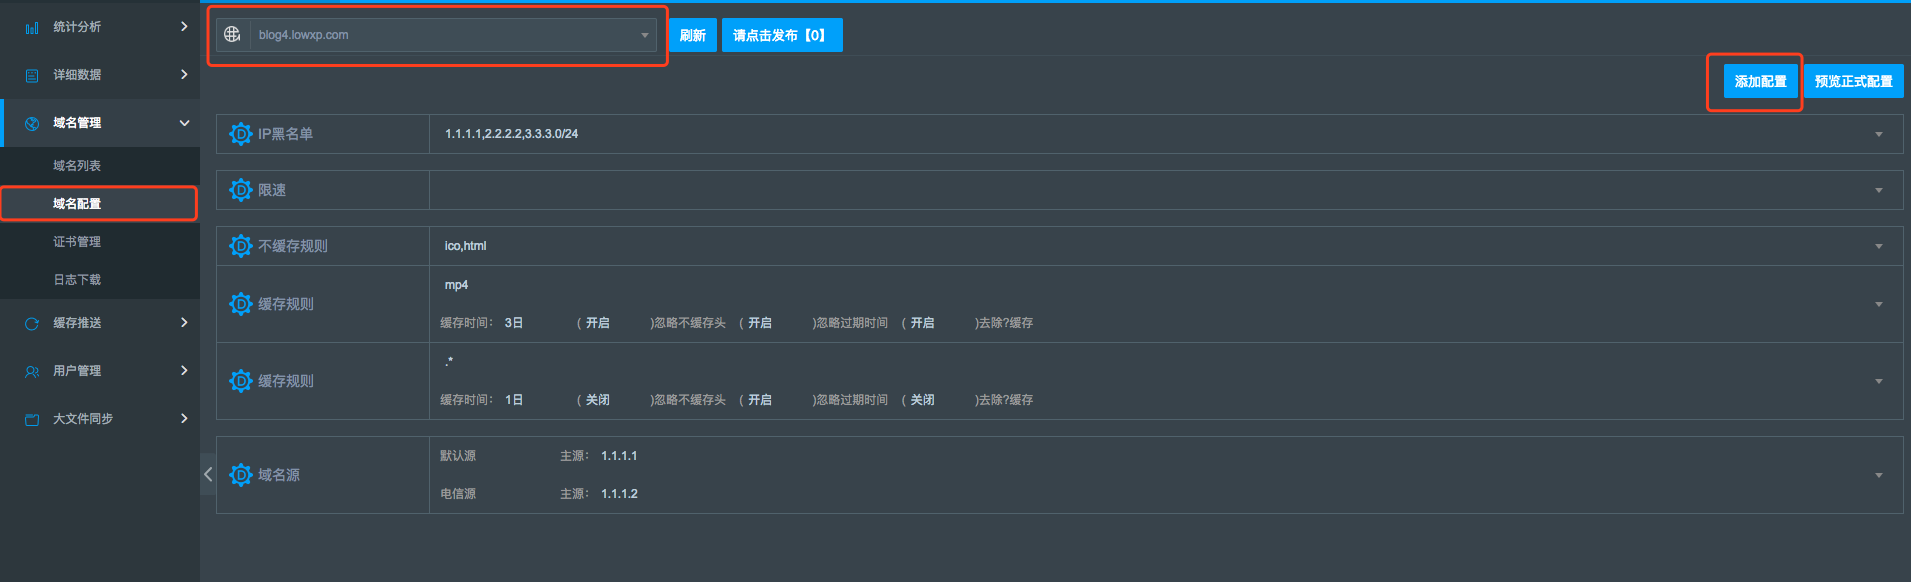 统计分析
详细数据
域名管理
域名列表
域名配置
证书管理
日志下载
缓存推送
用户管理
大文件同步
blog4.lowxp.com
刷新
请点击发布【0】
添加配置
预览正式配置
IP黑名单 1.1.1.1,2.2.2.2,3.3.3.0/24
限速
不缓存规则 ico,html
缓存规则 mp4
缓存时间： 3日 ( 开启 )忽略不缓存头 ( 开启 )忽略过期时间 ( 开启 )去除?缓存
缓存规则 .*
缓存时间： 1日 ( 关闭 )忽略不缓存头 ( 开启 )忽略过期时间 ( 关闭 )去除?缓存
域名源
默认源 主源： 1.1.1.1
电信源 主源： 1.1.1.2